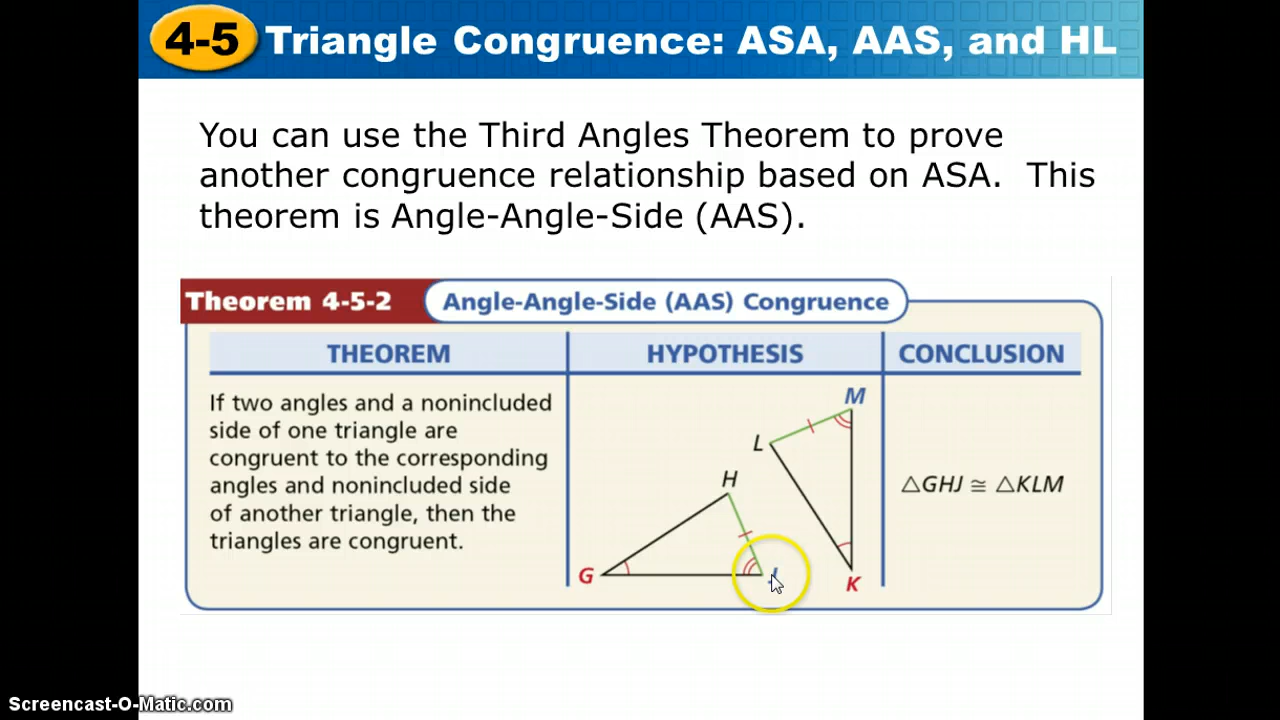 4-5 Triangle Congruence: ASA, AAS, and HL
You can use the Third Angles Theorem to prove
another congruence relationship based on ASA.  This
theorem is Angle-Angle-Side (AAS).
Theorem 4-5-2 Angle-Angle-Side (AAS) Congruence
THEOREM HYPOTHESIS CONCLUSION
If two angles and a nonincluded
side of one triangle are
congruent to the corresponding
angles and nonincluded side
of another triangle, then the
triangles are congruent.
M
L
H
G
J
K
△GHJ ≅ △KLM
Screencast-O-Matic.com